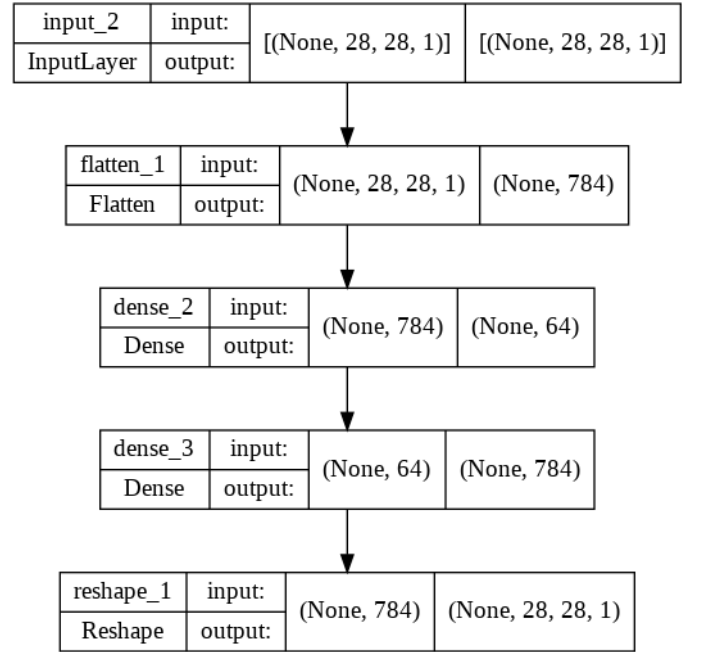 input_2 input: [(None, 28, 28, 1)] [(None, 28, 28, 1)]
InputLayer output:
flatten_1 input: (None, 28, 28, 1) (None, 784)
Flatten output:
dense_2 input: (None, 784) (None, 64)
Dense output:
dense_3 input: (None, 64) (None, 784)
Dense output:
reshape_1 input: (None, 784) (None, 28, 28, 1)
Reshape output: